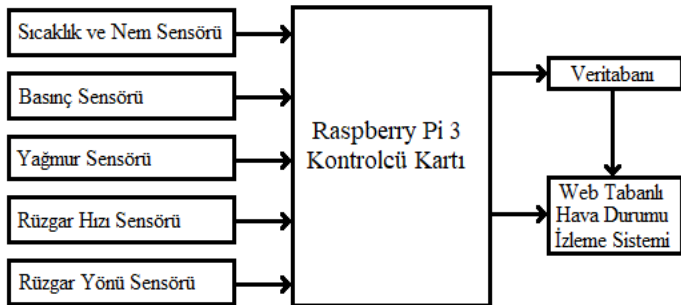 Sıcaklık ve Nem Sensörü
Basınç Sensörü
Yağmur Sensörü
Rüzgar Hızı Sensörü
Rüzgar Yönü Sensörü
Raspberry Pi 3
Kontrolcü Kartı
Veritabanı
Web Tabanlı
Hava Durumu
İzleme Sistemi